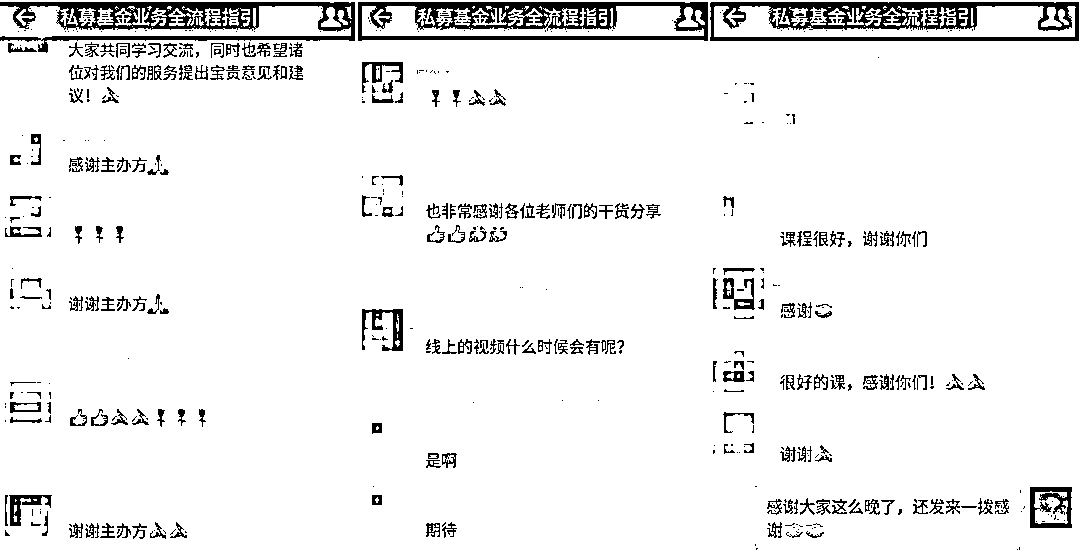 私募基金业务全流程指引
大家共同学习交流，同时也希望诸
位对我们的服务提出宝贵意见和建
议！
感谢主办方
谢谢主办方
谢谢主办方
私募基金业务全流程指引
也非常感谢各位老师们的干货分享
线上的视频什么时候会有呢？
是啊
期待
私募基金业务全流程指引
课程很好，谢谢你们
感谢
很好的课，感谢你们！
谢谢
感谢大家这么晚了，还发来一拨感
谢